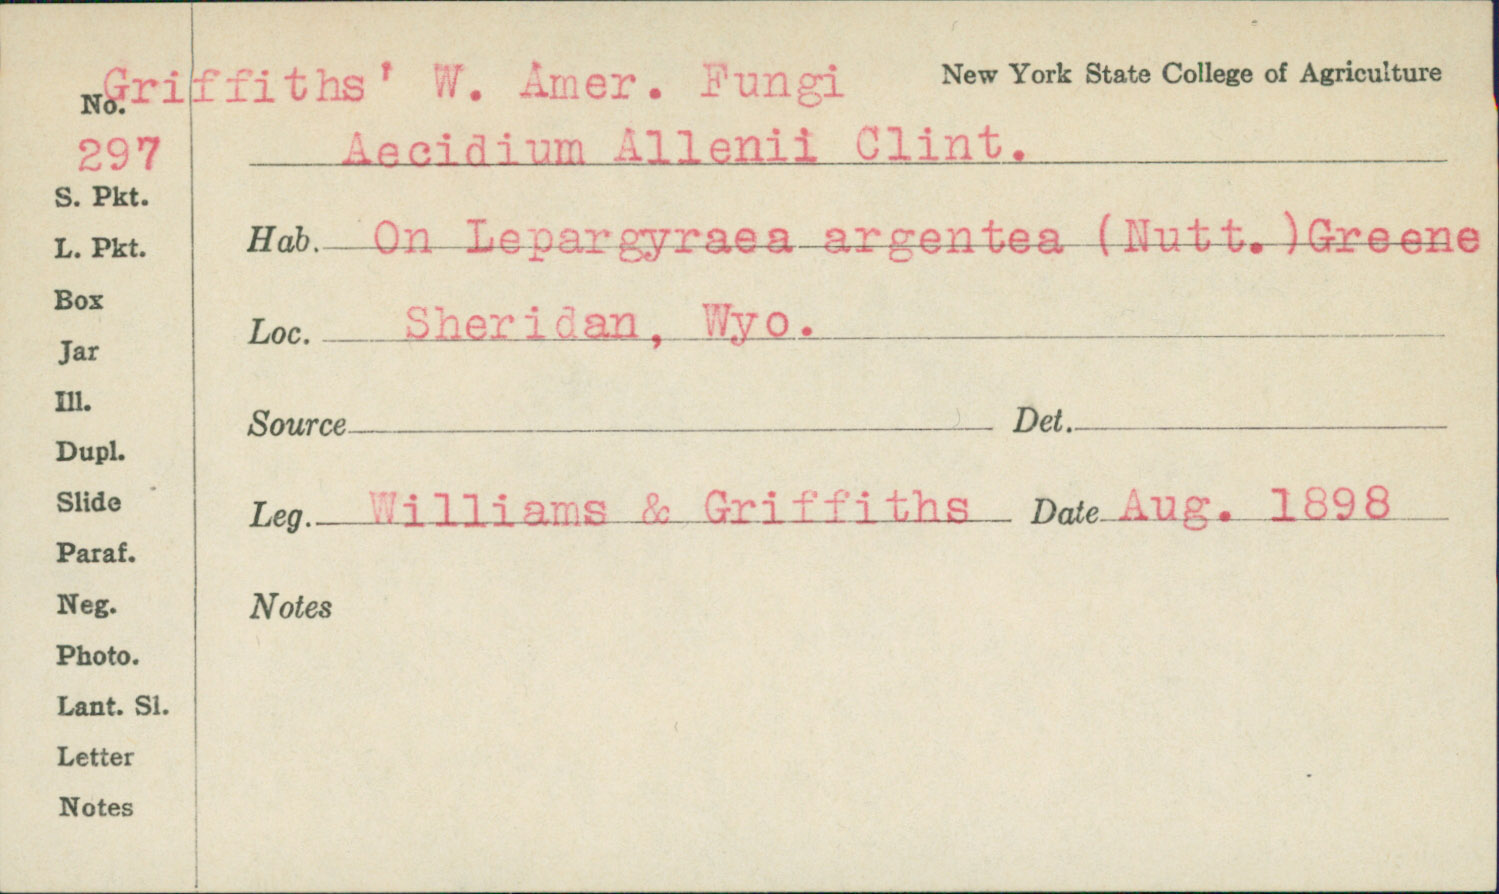 Griffiths' W. Amer. Fungi New York State College of Agriculture
No.
297 Aecidium Allenii Clint.
S. Pkt.
L. Pkt. Hab. On Lepargyraea argentea (Nutt.)Greene
Box
Jar Loc. Sheridan, Wyo.
Ill.
Dupl. Source Det.
Slide Leg. Williams & Griffiths Date Aug. 1898
Paraf.
Neg. Notes
Photo.
Lant. Sl.
Letter
Notes